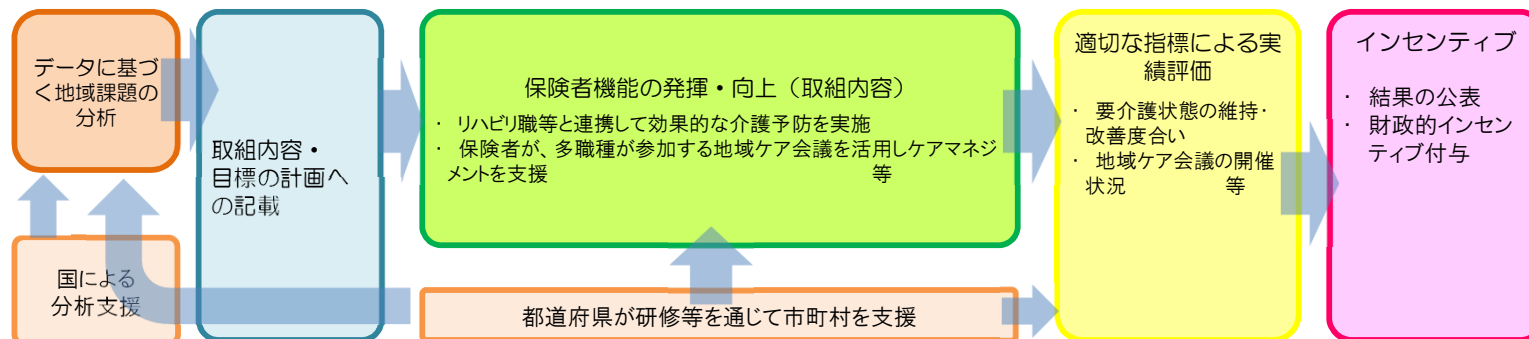 データに基づ
く地域課題の
分析
国による
分析支援
取組内容・
目標の計画へ
の記載
保険者機能の発揮・向上（取組内容）
・ リハビリ職等と連携して効果的な介護予防を実施
・ 保険者が、多職種が参加する地域ケア会議を活用しケアマネジ
メントを支援 等
都道府県が研修等を通じて市町村を支援
適切な指標による実
績評価
・ 要介護状態の維持・
改善度合い
・ 地域ケア会議の開催
状況 等
インセンティブ
・ 結果の公表
・ 財政的インセン
ティブ付与